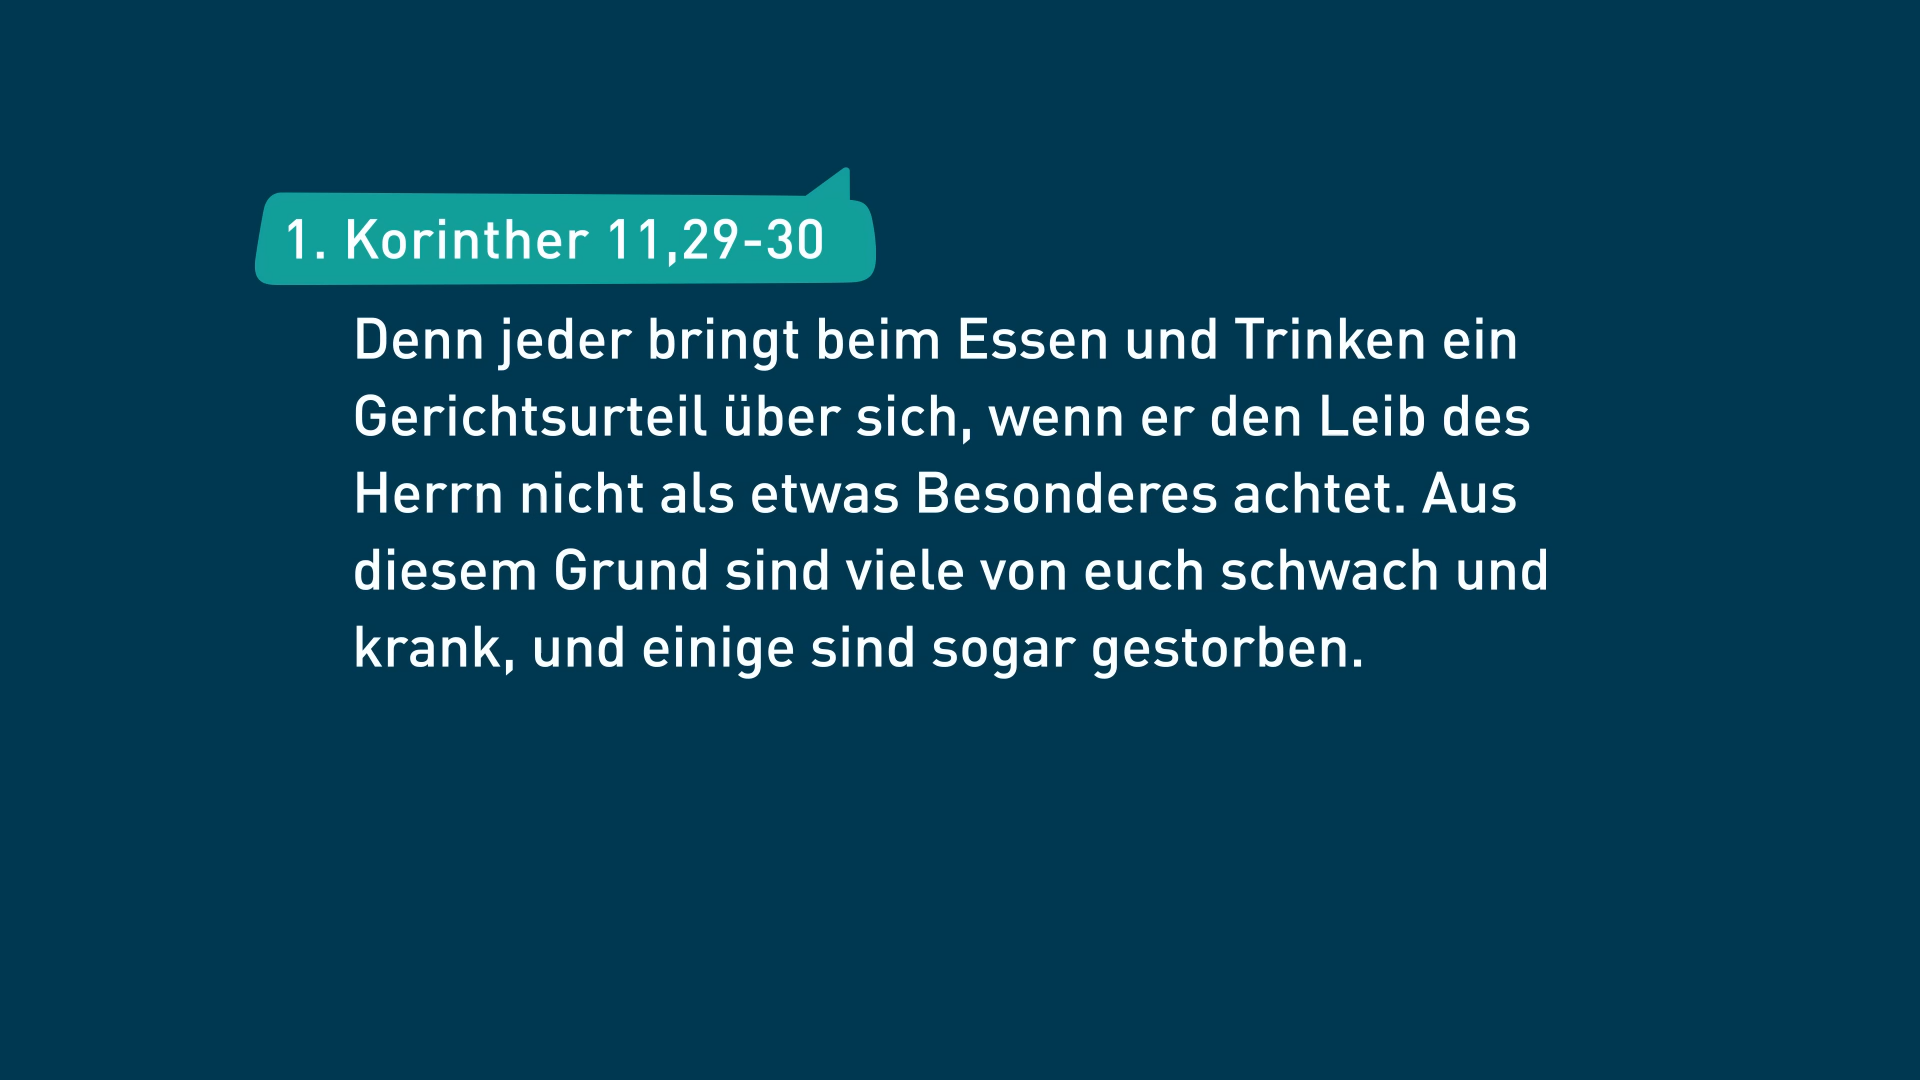 1. Korinther 11,29-30
Denn jeder bringt beim Essen und Trinken ein
Gerichtsurteil über sich, wenn er den Leib des
Herrn nicht als etwas Besonderes achtet. Aus
diesem Grund sind viele von euch schwach und
krank, und einige sind sogar gestorben.